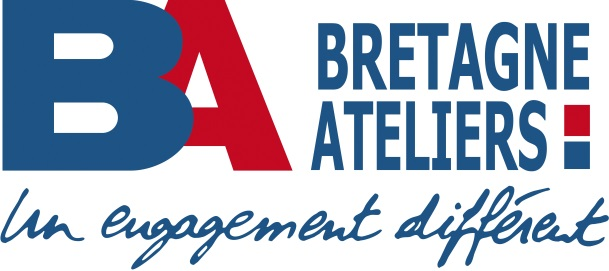 BA
BRETAGNE
ATELIERS
Un engagement différent